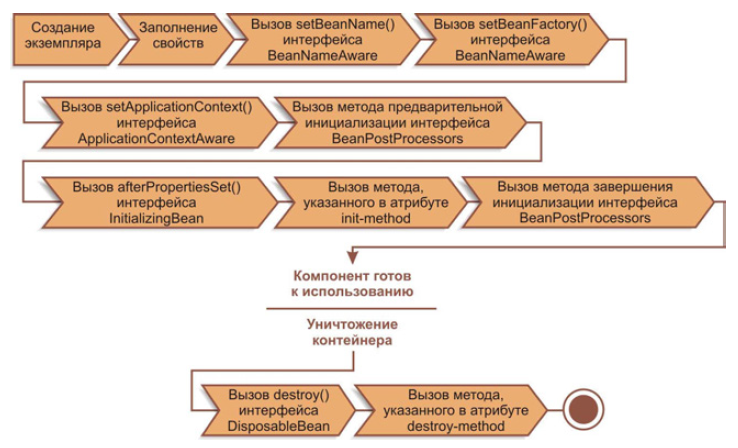 Создание
экземпляра
Заполнение
свойств
Вызов setBeanName()
интерфейса
BeanNameAware
Вызов setBeanFactory()
интерфейса
BeanNameAware
Вызов setApplicationContext()
интерфейса
ApplicationContextAware
Вызов метода предварительной
инициализации интерфейса
BeanPostProcessors
Вызов afterPropertiesSet()
интерфейса
InitializingBean
Вызов метода,
указанного в атрибуте
init-method
Вызов метода завершения
инициализации интерфейса
BeanPostProcessors
Компонент готов
к использованию
Уничтожение
контейнера
Вызов destroy()
интерфейса
DisposableBean
Вызов метода,
указанного в атрибуте
destroy-method